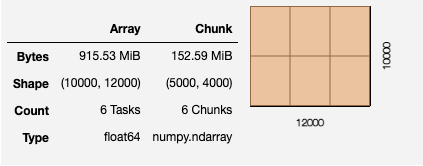 Array Chunk
Bytes 915.53 MiB 152.59 MiB
Shape (10000, 12000) (5000, 4000)
Count 6 Tasks 6 Chunks
Type float64 numpy.ndarray
10000
12000